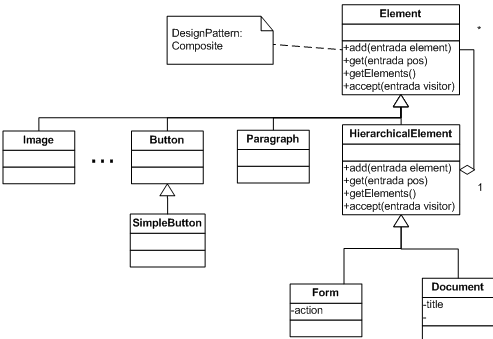 Element
DesignPattern:
Composite
*
+add(entrada element)
+get(entrada pos)
+getElements()
+accept(entrada visitor)
Image
...
Button
Paragraph
HierarchicalElement
+add(entrada element)
+get(entrada pos)
+getElements()
+accept(entrada visitor)
1
SimpleButton
Form
-action
Document
-title
-